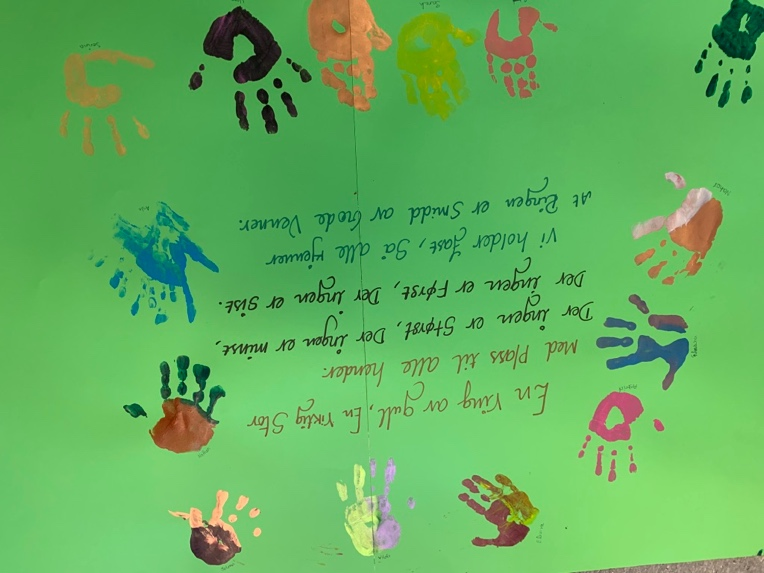 En ring av gull, En riktig Stor
Med Plass til alle hender.
Der ingen er Størst, Der ingen er minst,
Der ingen er Først, Der ingen er sist.
Vi holder fast, Så alle kjenner
At Ringen er Smidd av Gode Venner.